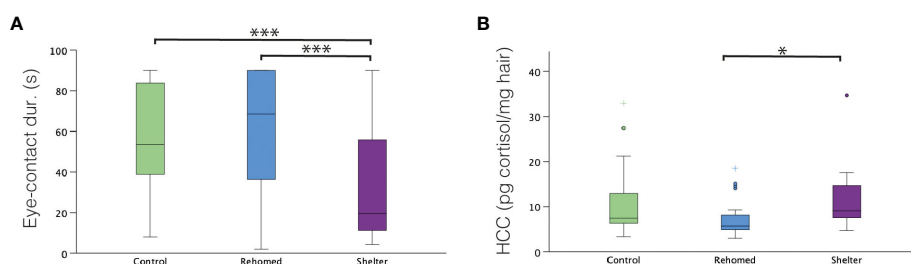 A
Eye-contact dur. (s)
100
80
60
40
20
0
***
***
Control
Rehomed
Shelter
B
HCC (pg cortisol/mg hair)
40
30
20
10
0
*
Control
Rehomed
Shelter